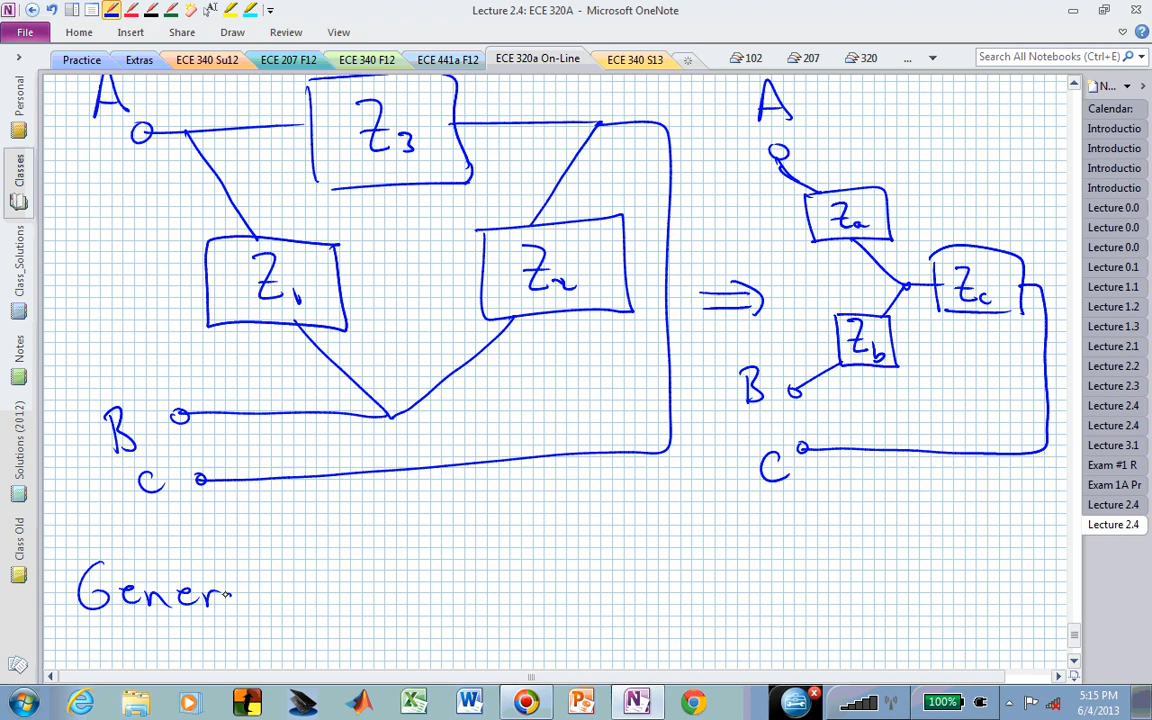 Lecture 2.4: ECE 320A - Microsoft OneNote
File Home Insert Share Draw Review View
Practice Extras ECE 340 Su12 ECE 207 F12 ECE 340 F12 ECE 441a F12 ECE 320a On-Line ECE 340 S13 102 207 320 ... Search All Notebooks (Ctrl+E)
N...
Personal
Classes
Class_Solutions
Notes
Solutions (2012)
Class Old
A
Z3
Z1
Z2
B
C
A
Za
Zc
Zb
B
C
Gener
Calendar:
Introductio
Introductio
Introductio
Introductio
Lecture 0.0
Lecture 0.0
Lecture 0.0
Lecture 0.1
Lecture 1.1
Lecture 1.2
Lecture 1.3
Lecture 2.1
Lecture 2.2
Lecture 2.3
Lecture 2.4
Lecture 2.4
Lecture 3.1
Exam #1 R
Exam 1A Pr
Lecture 2.4
Lecture 2.4
100%
5:15 PM
6/4/2013